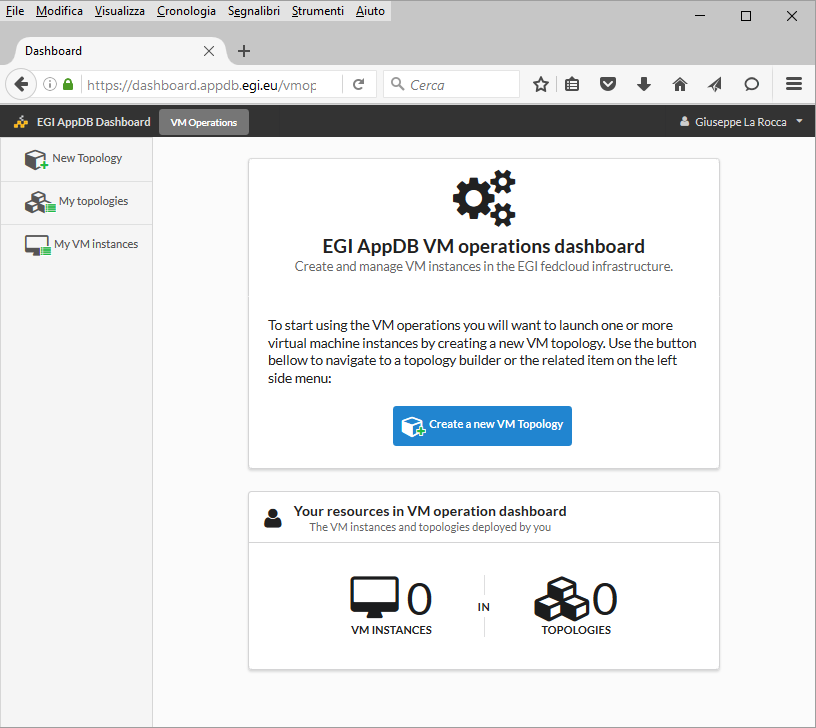 File Modifica Visualizza Cronologia Segnalibri Strumenti Aiuto
Dashboard
https://dashboard.appdb.egi.eu/vmop
Cerca
EGI AppDB Dashboard VM Operations Giuseppe La Rocca
New Topology
My topologies
My VM instances
EGI AppDB VM operations dashboard
Create and manage VM instances in the EGI fedcloud infrastructure.
To start using the VM operations you will want to launch one or more
virtual machine instances by creating a new VM topology. Use the button
bellow to navigate to a topology builder or the related item on the left
side menu:
Create a new VM Topology
Your resources in VM operation dashboard
The VM instances and topologies deployed by you
0
VM INSTANCES
IN
0
TOPOLOGIES